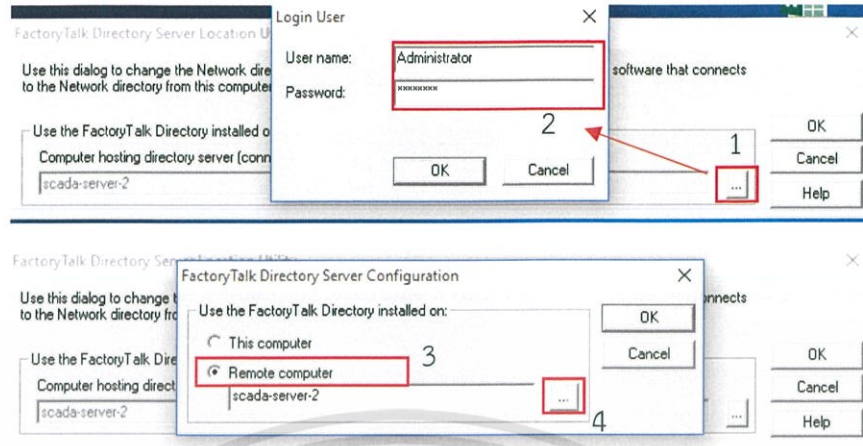 Login User
FactoryTalk Directory Server Location U
User name:
Administrator
Use this dialog to change the Network dire
software that connects
to the Network directory from this computer
Password:
xxxxxxxx
2
Use the FactoryTalk Directory installed o
1
OK
Computer hosting directory server (conn
Cancel
scada-server-2
OK
Cancel
...
Help
FactoryTalk Directory Server Location Utility
FactoryTalk Directory Server Configuration
Use this dialog to change t
onnects
to the Network directory fro
Use the FactoryTalk Directory installed on:
OK
This computer
Cancel
3
Use the FactoryTalk Dire
Remote computer
OK
Computer hosting direct
scada-server-2
...
Cancel
scada-server-2
4
...
Help